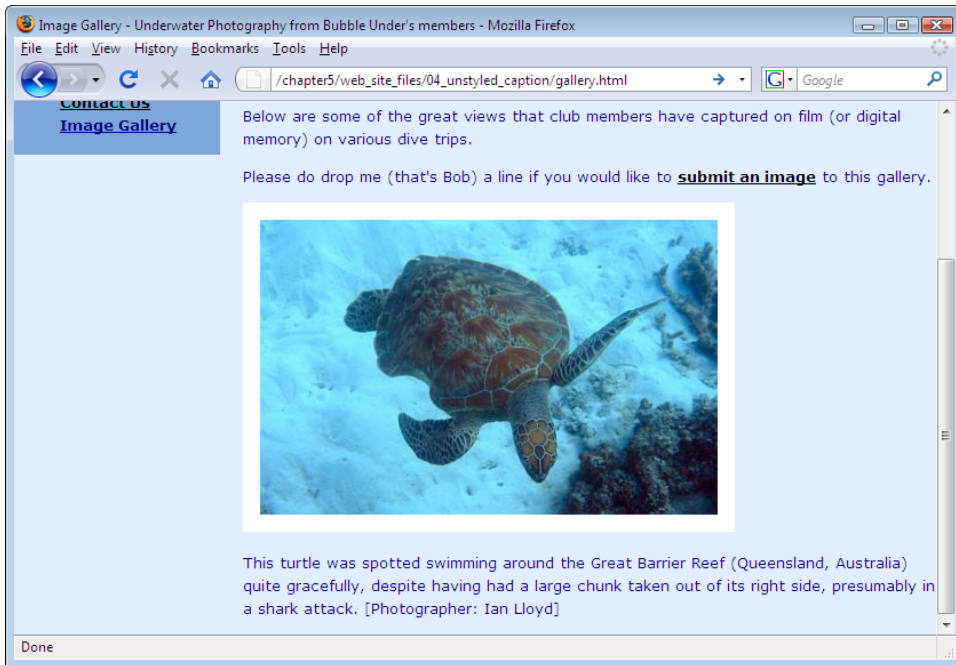 Image Gallery - Underwater Photography from Bubble Under's members - Mozilla Firefox
File Edit View History Bookmarks Tools Help
/chapter5/web_site_files/04_unstyled_caption/gallery.html
G Google
Contact Us
Image Gallery
Below are some of the great views that club members have captured on film (or digital
memory) on various dive trips.
Please do drop me (that's Bob) a line if you would like to submit an image to this gallery.
This turtle was spotted swimming around the Great Barrier Reef (Queensland, Australia)
quite gracefully, despite having had a large chunk taken out of its right side, presumably in
a shark attack. [Photographer: Ian Lloyd]
Done